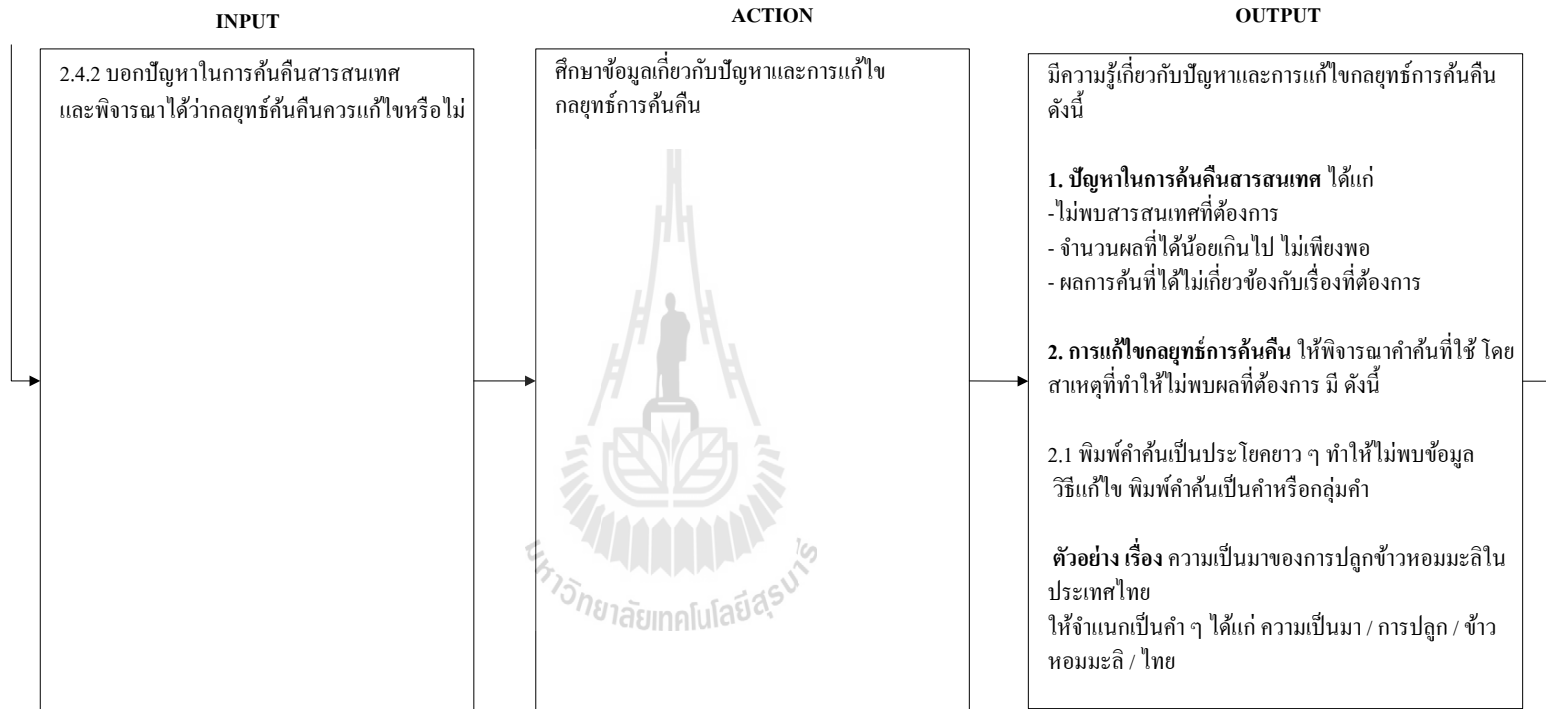 INPUT
ACTION
OUTPUT
2.4.2 บอกปัญหาในการค้นคืนสารสนเทศ
และพิจารณาได้ว่ากลยุทธ์ค้นคืนควรแก้ไขหรือไม่
ศึกษาข้อมูลเกี่ยวกับปัญหาและการแก้ไข
กลยุทธ์การค้นคืน
มีความรู้เกี่ยวกับปัญหาและการแก้ไขกลยุทธ์การค้นคืน
ดังนี้
1. ปัญหาในการค้นคืนสารสนเทศ ได้แก่
-ไม่พบสารสนเทศที่ต้องการ
- จำนวนผลที่ได้น้อยเกินไป ไม่เพียงพอ
- ผลการค้นที่ได้ไม่เกี่ยวข้องกับเรื่องที่ต้องการ
2. การแก้ไขกลยุทธ์การค้นคืน ให้พิจารณาคำค้นที่ใช้ โดย
สาเหตุที่ทำให้ไม่พบผลที่ต้องการ มี ดังนี้
2.1 พิมพ์คำค้นเป็นประโยคยาว ๆ ทำให้ไม่พบข้อมูล
วิธีแก้ไข พิมพ์คำค้นเป็นคำหรือกลุ่มคำ
ตัวอย่าง เรื่อง ความเป็นมาของการปลูกข้าวหอมมะลิใน
ประเทศไทย
ให้จำแนกเป็นคำ ๆ ได้แก่ ความเป็นมา / การปลูก / ข้าว
หอมมะลิ / ไทย
มหาวิทยาลัยเทคโนโลยีสุรนารี